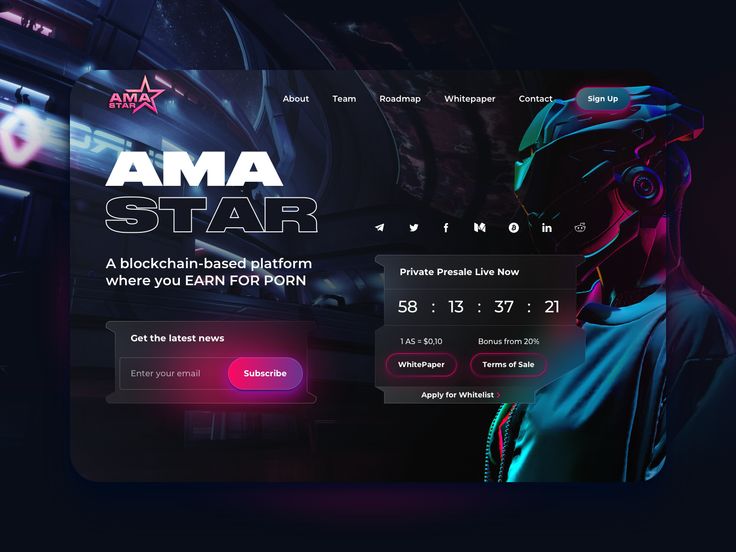 AMA
STAR
About
Team
Roadmap
Whitepaper
Contact
Sign Up
AMA
STAR
A blockchain-based platform
where you EARN FOR PORN
Get the latest news
Enter your email
Subscribe
Private Presale Live Now
58 : 13 : 37 : 21
1 AS = $0,10
Bonus from 20%
WhitePaper
Terms of Sale
Apply for Whitelist >